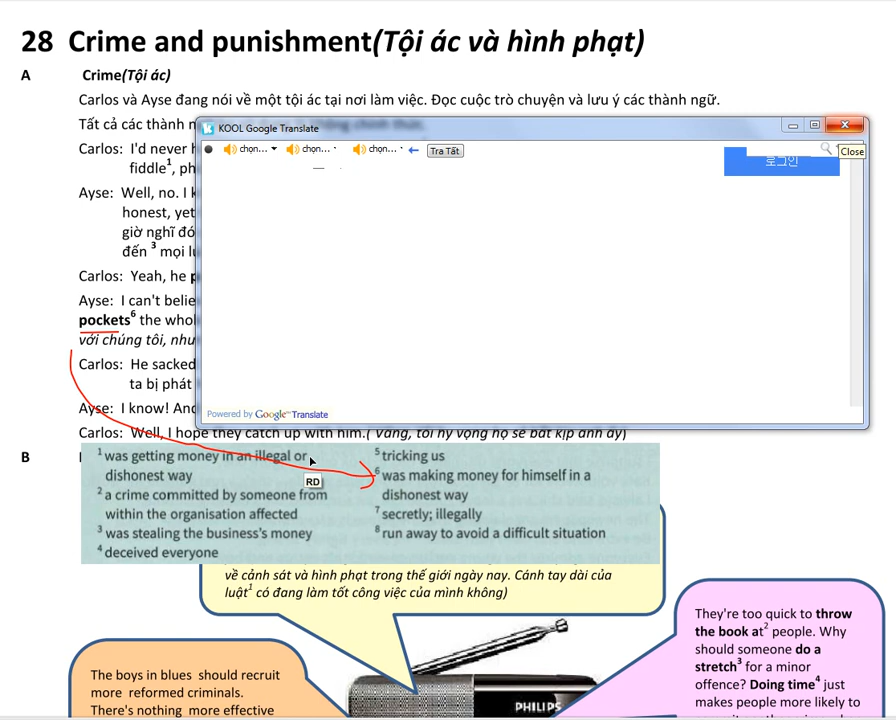 28 Crime and punishment(Tội ác và hình phạt)
A Crime(Tội ác)
Carlos và Ayse đang nói về một tội ác tại nơi làm việc. Đọc cuộc trò chuyện và lưu ý các thành ngữ.
Tất cả các thành n
Carlos: I'd never h
fiddle1, ph
Ayse: Well, no. I k
honest, yet
giờ nghĩ đó
đến 3 mọi lu
Carlos: Yeah, he p
Ayse: I can't belie
pockets6 the whol
với chúng tôi, như
Carlos: He sacked
ta bị phát
Ayse: I know! And
Carlos: Well, I hope they catch up with him.( Vâng, tôi hy vọng họ sẽ bắt kịp anh ấy)
KOOL Google Translate
chọn... chọn... chọn... Tra Tất
로그인
Close
Powered by Google™ Translate
B
1 was getting money in an illegal or
dishonest way
2 a crime committed by someone from
within the organisation affected
3 was stealing the business's money
4 deceived everyone
RD
5 tricking us
6 was making money for himself in a
dishonest way
7 secretly; illegally
8 run away to avoid a difficult situation
về cảnh sát và hình phạt trong thế giới ngày nay. Cánh tay dài của
luật1 có đang làm tốt công việc của mình không)
They're too quick to throw
the book at2 people. Why
should someone do a
stretch3 for a minor
offence? Doing time4 just
makes people more likely to
The boys in blues should recruit
more reformed criminals.
There's nothing more effective
PHILIPS